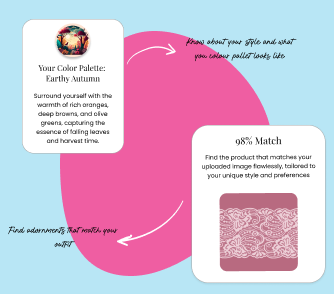 Know about your style and what
you colour pallet looks like
Your Color Palette:
Earthy Autumn
Surround yourself with the
warmth of rich oranges,
deep browns, and olive
greens, capturing the
essence of falling leaves
and harvest time.
98% Match
Find the product that matches your
uploaded image flawlessly, tailored to
your unique style and preferences
Find adornments that match your
outfit